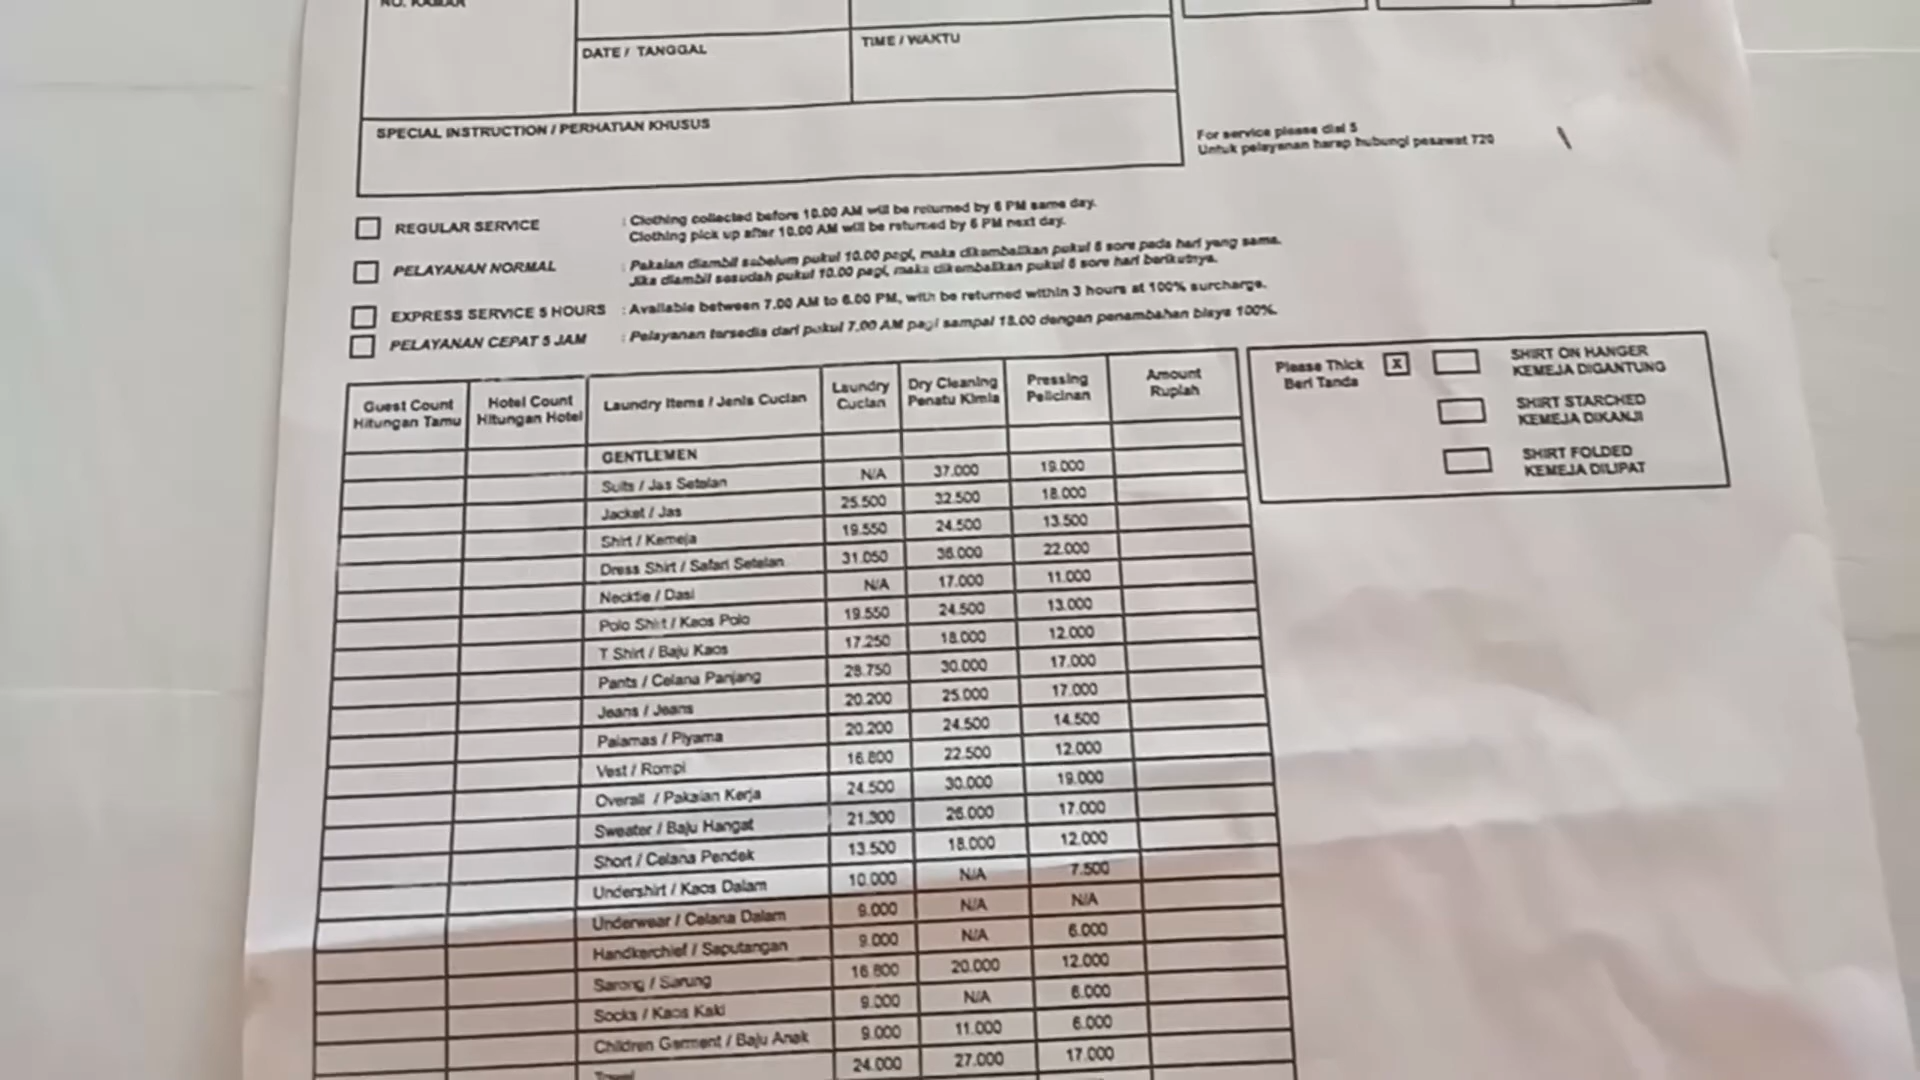 NO. KAMAR
DATE / TANGGAL
TIME / WAKTU
SPECIAL INSTRUCTION / PERHATIAN KHUSUS
For service please dial 5
Untuk pelayanan harap hubungi pesawat 720
REGULAR SERVICE : Clothing collected before 10.00 AM will be returned by 6 PM same day.
Clothing pick up after 10.00 AM will be returned by 6 PM next day.
PELAYANAN NORMAL : Pakaian diambil sebelum pukul 10.00 pagi, maka dikembalikan pukul 6 sore pada hari yang sama.
Jika diambil sesudah pukul 10.00 pagi, maka dikembalikan pukul 6 sore hari berikutnya.
EXPRESS SERVICE 5 HOURS : Available between 7.00 AM to 6.00 PM, with be returned within 3 hours at 100% surcharge.
PELAYANAN CEPAT 5 JAM : Pelayanan tersedia dari pukul 7.00 AM pagi sampai 18.00 dengan penambahan biaya 100%.
Please Thick X SHIRT ON HANGER
Beri Tanda KEMEJA DIGANTUNG
SHIRT STARCHED
KEMEJA DIKANJI
SHIRT FOLDED
KEMEJA DILIPAT
Guest Count Hotel Count Laundry Items / Jenis Cucian Laundry Dry Cleaning Pressing Amount
Hitungan Tamu Hitungan Hotel Cucian Penatu Kimia Pelicinan Rupiah
GENTLEMEN
Suits / Jas Setelan N/A 37.000 19.000
Jacket / Jas 25.500 32.500 18.000
Shirt / Kemeja 19.550 24.500 13.500
Dress Shirt / Safari Setelan 31.050 36.000 22.000
Necktie / Dasi N/A 17.000 11.000
Polo Shirt / Kaos Polo 19.550 24.500 13.000
T Shirt / Baju Kaos 17.250 18.000 12.000
Pants / Celana Panjang 28.750 30.000 17.000
Jeans / Jeans 20.200 25.000 17.000
Paiamas / Piyama 20.200 24.500 14.500
Vest / Rompi 16.800 22.500 12.000
Overall / Pakaian Kerja 24.500 30.000 19.000
Sweater / Baju Hangat 21.300 26.000 17.000
Short / Celana Pendek 13.500 18.000 12.000
Undershirt / Kaos Dalam 10.000 N/A 7.500
Underwear / Celana Dalam 9.000 N/A N/A
Handkerchief / Saputangan 9.000 N/A 6.000
Sarong / Sarung 16.800 20.000 12.000
Socks / Kaos Kaki 9.000 N/A 6.000
Children Garment / Baju Anak 9.000 11.000 6.000
Towel 24.000 27.000 17.000